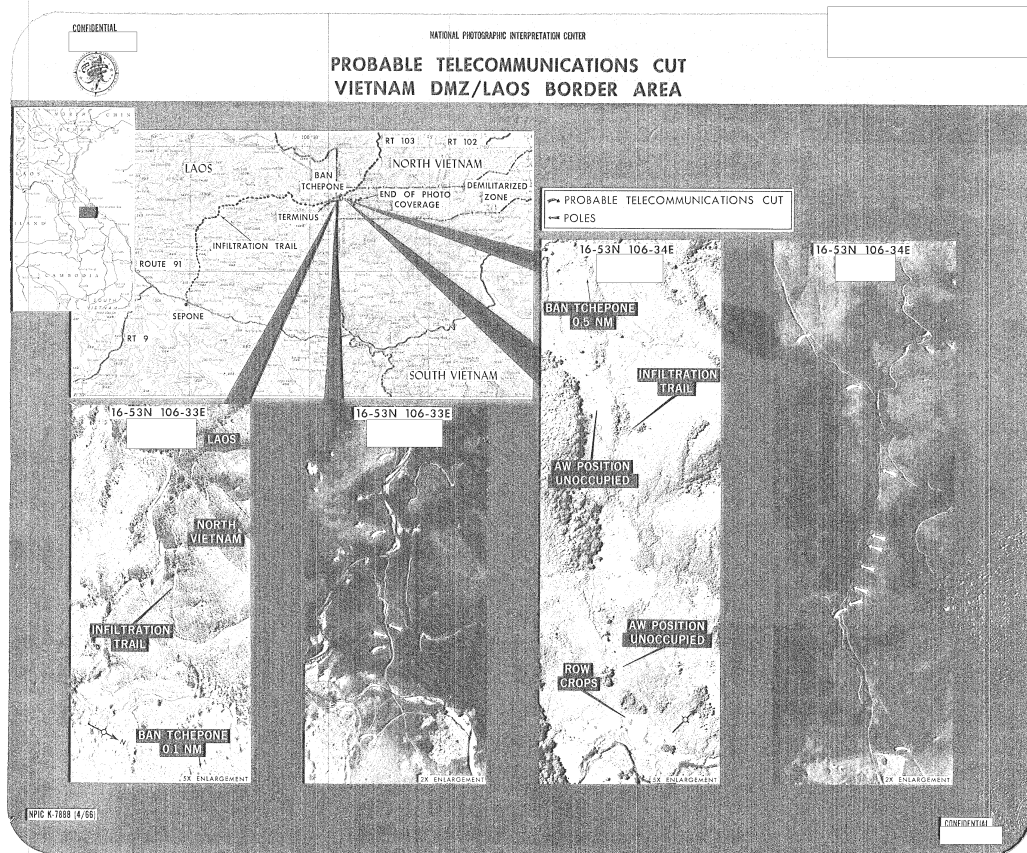 CONFIDENTIAL
NATIONAL PHOTOGRAPHIC INTERPRETATION CENTER
PROBABLE TELECOMMUNICATIONS CUT
VIETNAM DMZ/LAOS BORDER AREA
RT 103
RT 102
LAOS
NORTH VIETNAM
BAN
TCHEPONE
DEMILITARIZED
ZONE
END OF PHOTO
COVERAGE
TERMINUS
INFILTRATION TRAIL
ROUTE 91
SEPONE
RT 9
SOUTH VIETNAM
CAMBODIA
PROBABLE TELECOMMUNICATIONS CUT
POLES
16-53N 106-33E
LAOS
NORTH
VIETNAM
INFILTRATION
TRAIL
BAN TCHEPONE
0.1 NM
N
5X ENLARGEMENT
16-53N 106-33E
2X ENLARGEMENT
16-53N 106-34E
BAN TCHEPONE
0.5 NM
INFILTRATION
TRAIL
AW POSITION
UNOCCUPIED
AW POSITION
UNOCCUPIED
ROW
CROPS
5X ENLARGEMENT
16-53N 106-34E
2X ENLARGEMENT
NPIC K-7888 (4/66)
CONFIDENTIAL